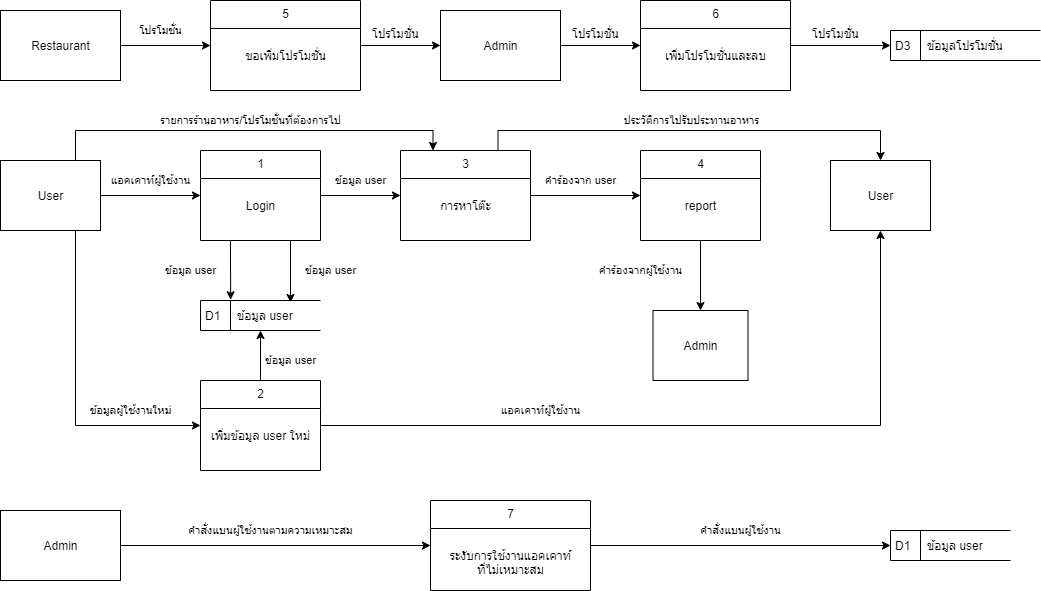 5
6
โปรโมชั่น
Restaurant
ขอเพิ่มโปรโมชั่น
โปรโมชั่น
Admin
โปรโมชั่น
เพิ่มโปรโมชั่นและลบ
โปรโมชั่น
D3
ข้อมูลโปรโมชั่น
รายการร้านอาหาร/โปรโมชั่นที่ต้องการไป
ประวัติการไปรับประทานอาหาร
1
3
4
User
แอคเคาท์ผู้ใช้งาน
Login
ข้อมูล user
การหาโต๊ะ
คำร้องจาก user
report
User
ข้อมูล user
ข้อมูล user
คำร้องจากผู้ใช้งาน
D1
ข้อมูล user
Admin
ข้อมูล user
2
ข้อมูลผู้ใช้งานใหม่
เพิ่มข้อมูล user ใหม่
แอคเคาท์ผู้ใช้งาน
7
Admin
คำสั่งแบนผู้ใช้งานตามความเหมาะสม
ระงับการใช้งานแอคเคาท์
ที่ไม่เหมาะสม
คำสั่งแบนผู้ใช้งาน
D1
ข้อมูล user